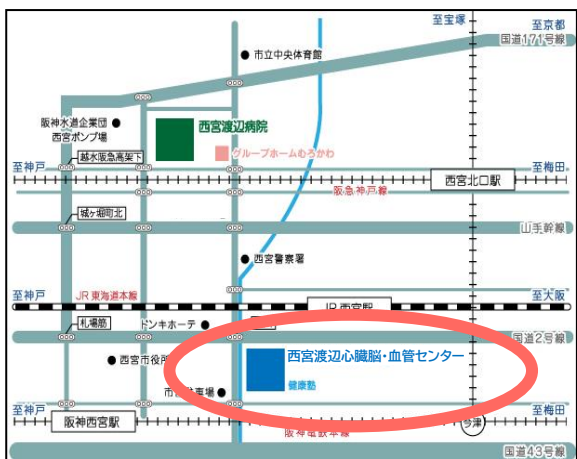 至宝塚
至京都
国道171号線
市立中央体育館
阪神水道企業団
西宮ポンプ場
西宮渡辺病院
グループホームむろかわ
越水阪急高架下
至神戸
至梅田
西宮北口駅
阪急神戸線
城ヶ堀町北
山手幹線
西宮警察署
至神戸
JR東海道本線
至大阪
JR西宮駅
札場筋
ドンキホーテ
国道2号線
西宮渡辺心臓脳・血管センター
西宮市役所
健康塾
至神戸
至梅田
阪神西宮駅
阪神電鉄本線
今津
国道43号線